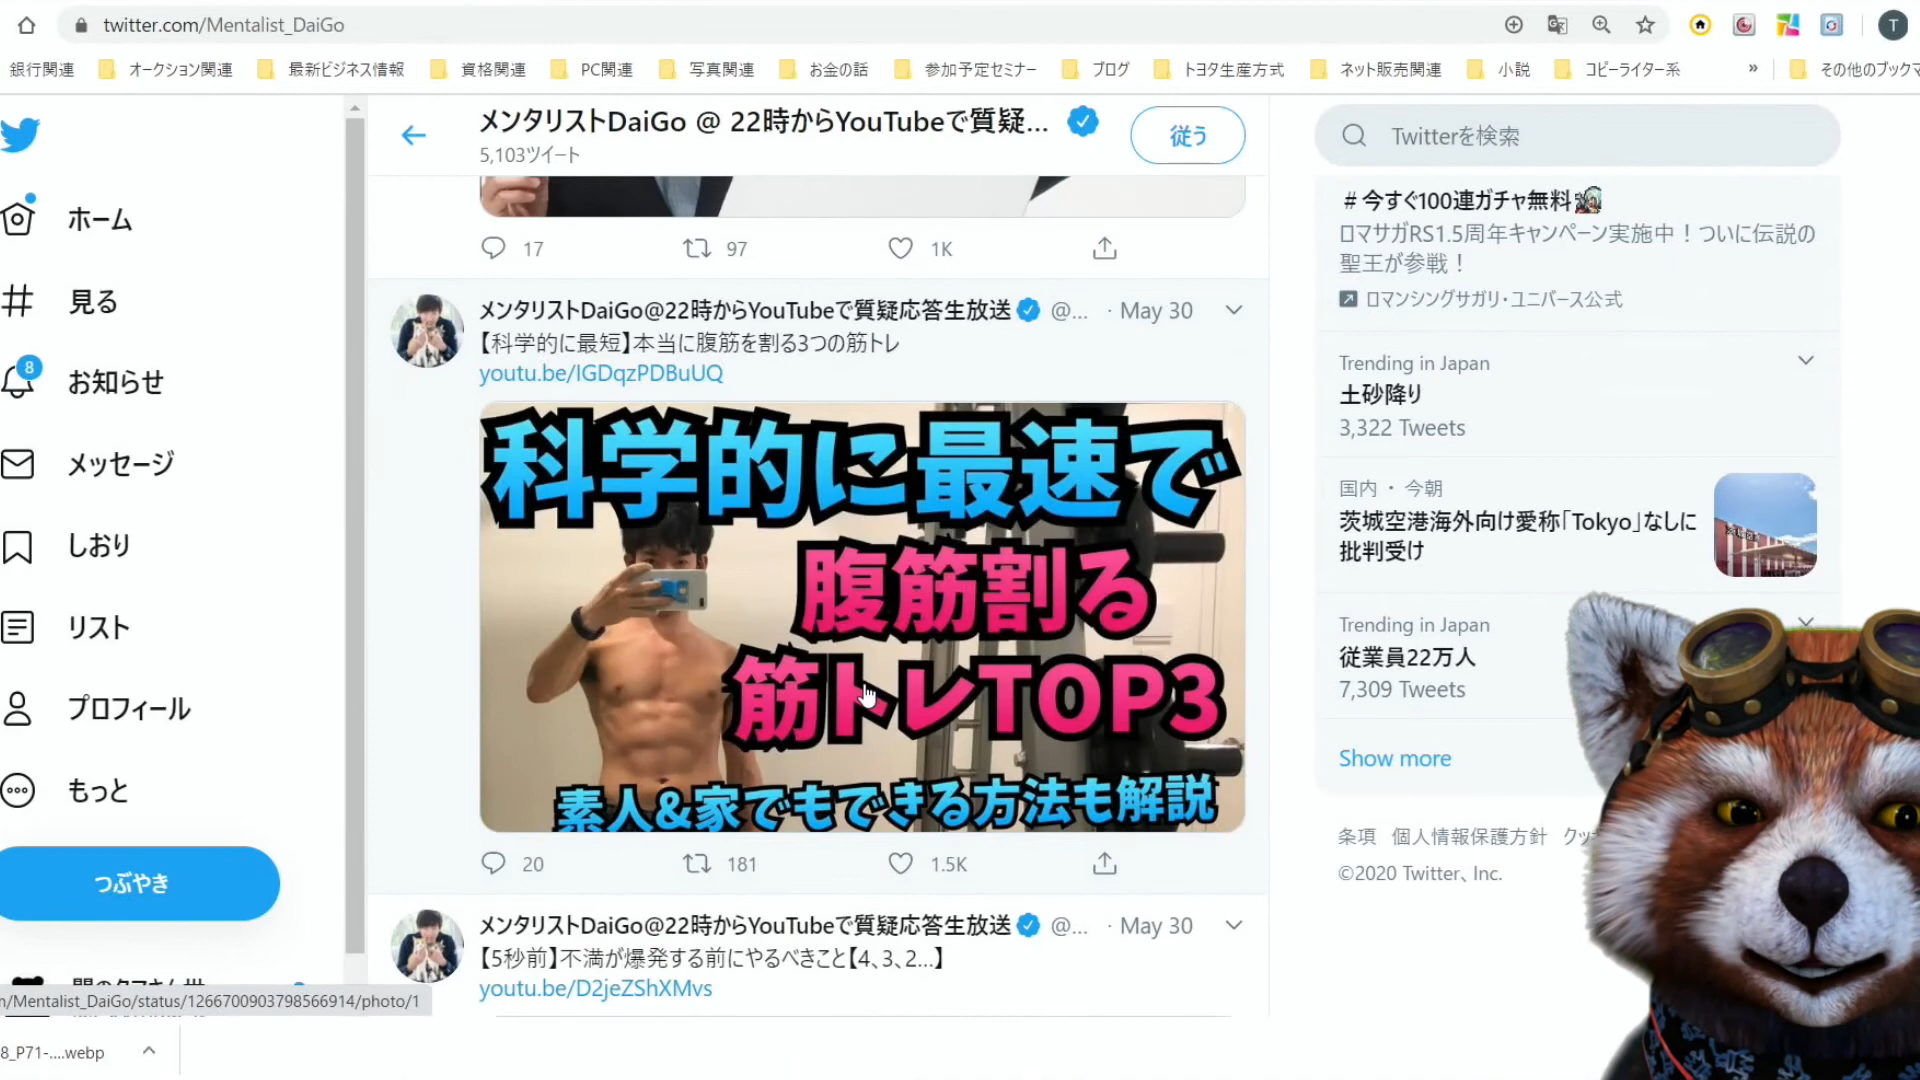 twitter.com/Mentalist_DaiGo
T
銀行関連 オークション関連 最新ビジネス情報 資格関連 PC関連 写真関連 お金の話 参加予定セミナー ブログ トヨタ生産方式 ネット販売関連 小説 コピーライター系 » その他のブックマ
ホーム
見る
8
お知らせ
メッセージ
しおり
リスト
プロフィール
もっと
つぶやき
n/Mentalist_DaiGo/status/1266700903798566914/photo/1
8_P71-....webp
メンタリストDaiGo @ 22時からYouTubeで質疑...
5,103ツイート
従う
17 97 1K
メンタリストDaiGo@22時からYouTubeで質疑応答生放送 @... · May 30
【科学的に最短】本当に腹筋を割る3つの筋トレ
youtu.be/lGDqzPDBuUQ
科学的に最速で
腹筋割る
筋トレTOP3
素人&家でもできる方法も解説
20 181 1.5K
メンタリストDaiGo@22時からYouTubeで質疑応答生放送 @... · May 30
【5秒前】不満が爆発する前にやるべきこと【4、3、2...】
youtu.be/D2jeZShXMvs
Twitterを検索
#今すぐ100連ガチャ無料
ロマサガRS1.5周年キャンペーン実施中！ついに伝説の
聖王が参戦！
ロマンシングサガリ・ユニバース公式
Trending in Japan
土砂降り
3,322 Tweets
国内 ・ 今朝
茨城空港海外向け愛称「Tokyo」なしに
批判受け
Trending in Japan
従業員22万人
7,309 Tweets
Show more
条項 個人情報保護方針 クッ
©2020 Twitter、Inc.